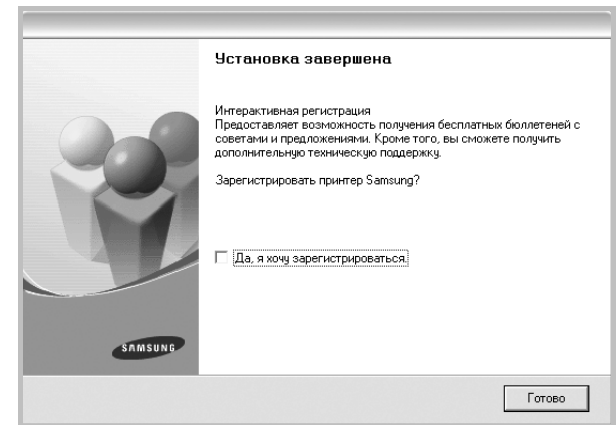 Установка завершена
Интерактивная регистрация
Предоставляет возможность получения бесплатных бюллетеней с
советами и предложениями. Кроме того, вы сможете получить
дополнительную техническую поддержку.
Зарегистрировать принтер Samsung?
Да, я хочу зарегистрироваться.
SAMSUNG
Готово